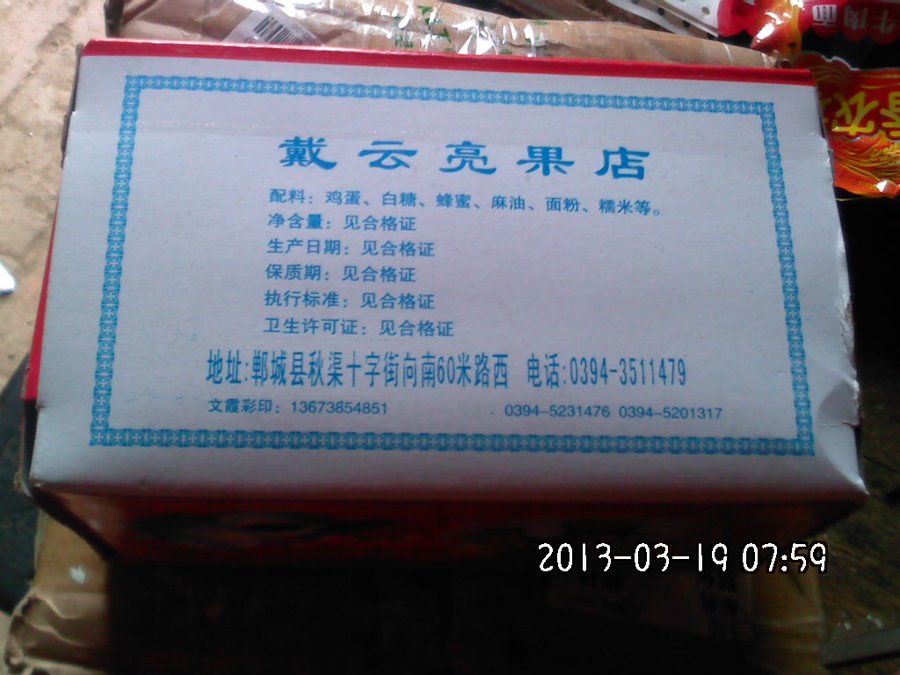 牛肉面
戴云亮果店
配料：鸡蛋、白糖、蜂蜜、麻油、面粉、糯米等。
净含量：见合格证
生产日期：见合格证
保质期：见合格证
执行标准：见合格证
卫生许可证：见合格证
地址:郸城县秋渠十字街向南60米路西 电话:0394-3511479
文霞彩印：13673854851 0394-5231476 0394-5201317
2013-03-19 07:59